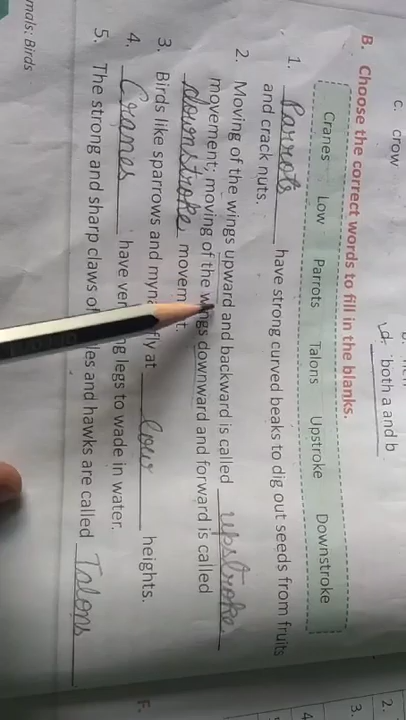 c. crow
d. both a and b
B. Choose the correct words to fill in the blanks.
Cranes Low Parrots Talons Upstroke Downstroke
1. Parrots have strong curved beaks to dig out seeds from fruits
and crack nuts.
2. Moving of the wings upward and backward is called upstroke
movement; moving of the wings downward and forward is called
downstroke movement.
3. Birds like sparrows and myna fly at low heights.
4. Cranes have long legs to wade in water.
5. The strong and sharp claws of and hawks are called Talons.
mals: Birds
F.
2.
3.
4